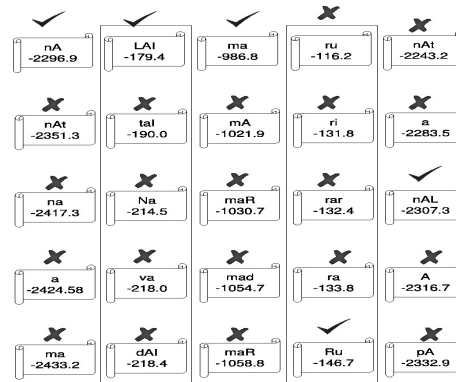 nA
-2296.9
LAI
-179.4
ma
-986.8
ru
-116.2
nAt
-2243.2
nAt
-2351.3
taI
-190.0
mA
-1021.9
ri
-131.8
a
-2283.5
na
-2417.3
Na
-214.5
maR
-1030.7
rar
-132.4
nAL
-2307.3
a
-2424.58
va
-218.0
mad
-1054.7
ra
-133.8
A
-2316.7
ma
-2433.2
dAI
-218.4
maR
-1058.8
Ru
-146.7
pA
-2332.9